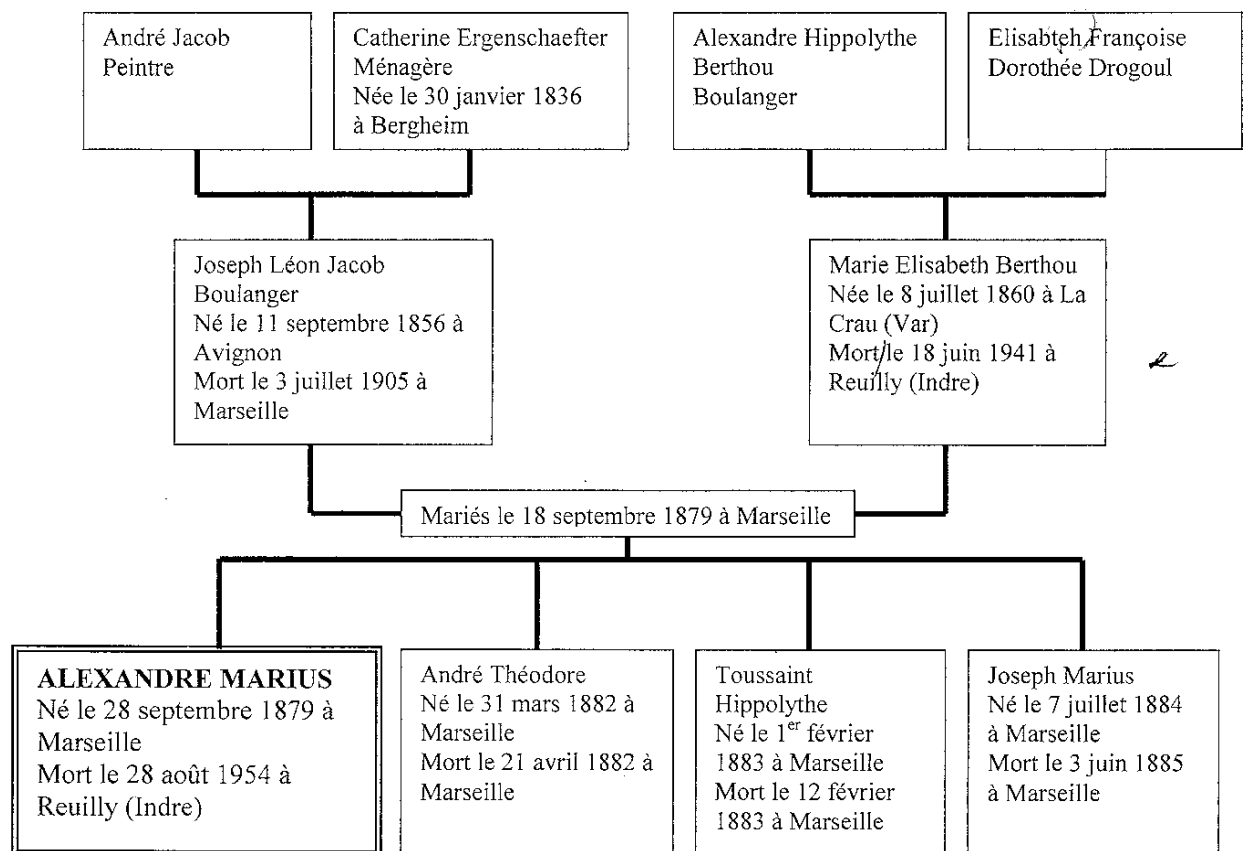 André Jacob
Peintre
Catherine Ergenschaefter
Ménagère
Née le 30 janvier 1836
à Bergheim
Alexandre Hippolythe
Berthou
Boulanger
Elisabteh Françoise
Dorothée Drogoul
Joseph Léon Jacob
Boulanger
Né le 11 septembre 1856 à
Avignon
Mort le 3 juillet 1905 à
Marseille
Marie Elisabeth Berthou
Née le 8 juillet 1860 à La
Crau (Var)
Mort le 18 juin 1941 à
Reuilly (Indre)
e
Mariés le 18 septembre 1879 à Marseille
ALEXANDRE MARIUS
Né le 28 septembre 1879 à
Marseille
Mort le 28 août 1954 à
Reuilly (Indre)
André Théodore
Né le 31 mars 1882 à
Marseille
Mort le 21 avril 1882 à
Marseille
Toussaint
Hippolythe
Né le 1er février
1883 à Marseille
Mort le 12 février
1883 à Marseille
Joseph Marius
Né le 7 juillet 1884
à Marseille
Mort le 3 juin 1885
à Marseille